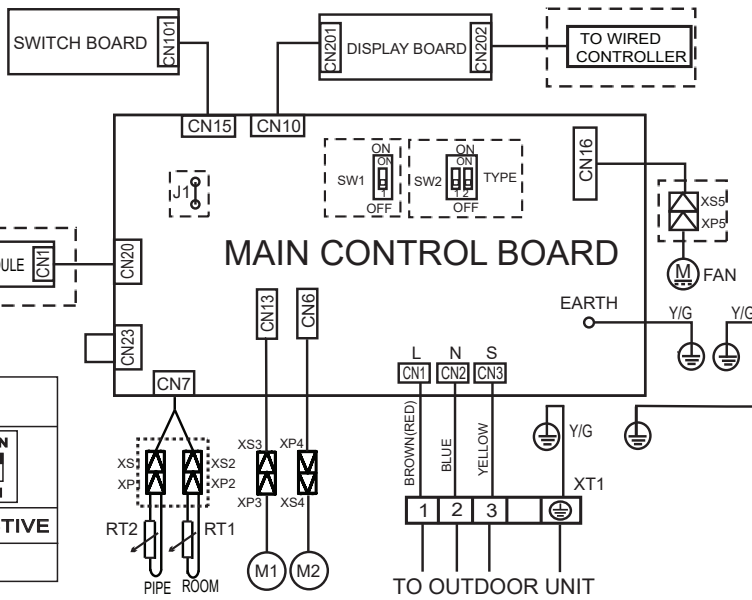 SWITCH BOARD
CN101
CN201
DISPLAY BOARD
CN202
TO WIRED
CONTROLLER
CN15
CN10
J1
SW1
ON
ON
1
OFF
SW2
ON
ON
1 2
OFF
TYPE
CN16
XS5
XP5
M
FAN
ULE
CN1
CN20
MAIN CONTROL BOARD
CN23
CN13
CN6
EARTH
Y/G
Y/G
L
N
S
CN1
CN2
CN3
CN7
BROWN(RED)
BLUE
YELLOW
Y/G
XS1
XP1
XS2
XP2
XS3
XP3
XP4
XS4
XT1
1
2
3
N
TIVE
RT2
RT1
PIPE
ROOM
M1
M2
TO OUTDOOR UNIT